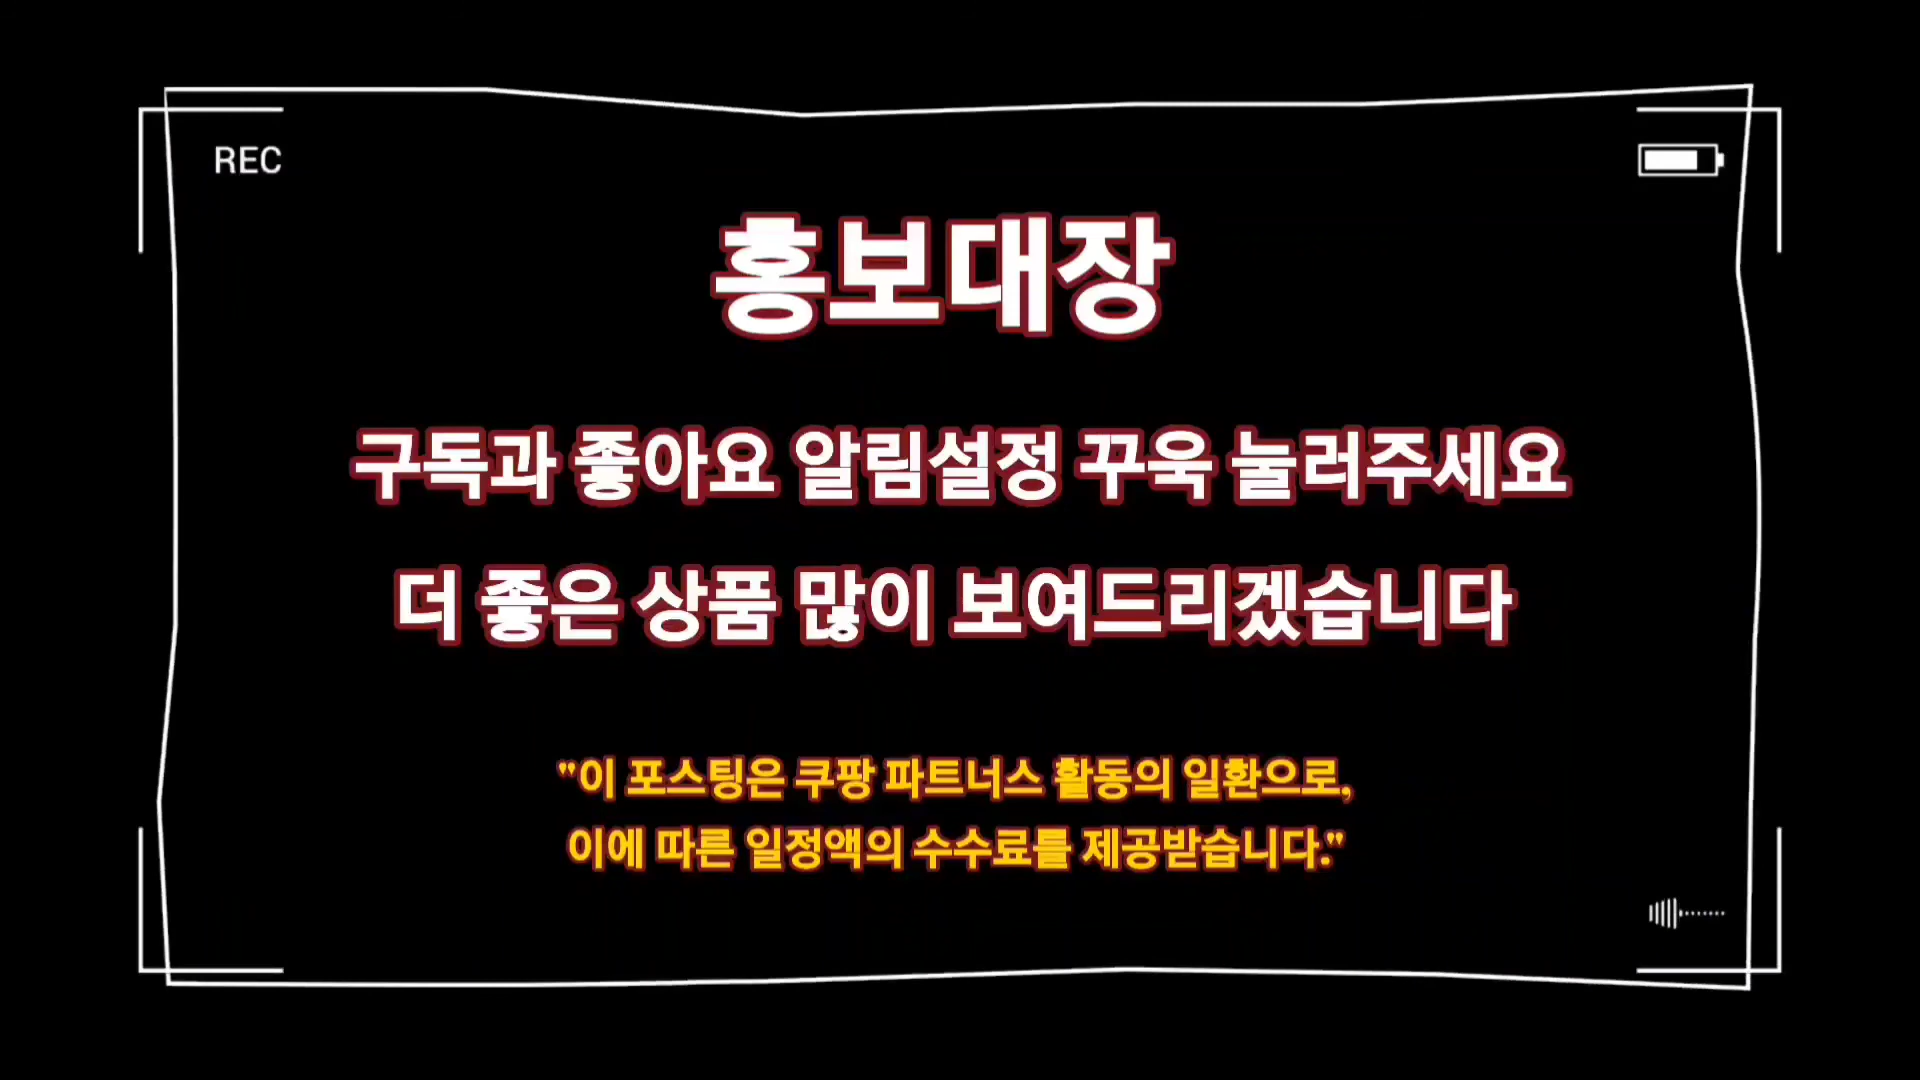 REC
홍보대장
구독과 좋아요 알림설정 꾸욱 눌러주세요
더 좋은 상품 많이 보여드리겠습니다
"이 포스팅은 쿠팡 파트너스 활동의 일환으로,
이에 따른 일정액의 수수료를 제공받습니다."